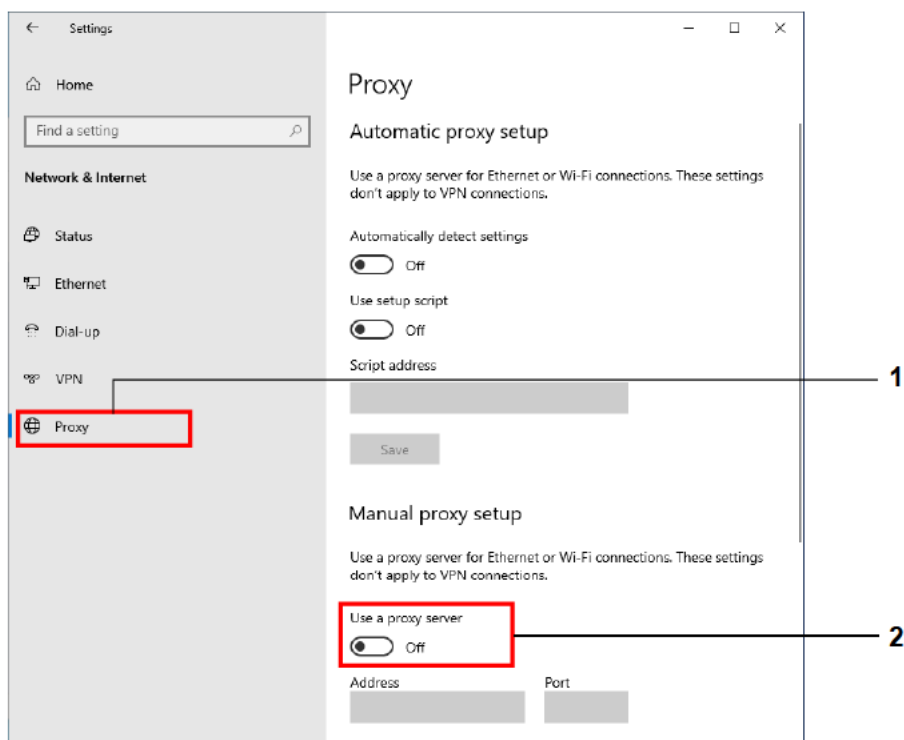 Settings
Home
Find a setting
Network & Internet
Status
Ethernet
Dial-up
VPN
Proxy
Proxy
Automatic proxy setup
Use a proxy server for Ethernet or Wi-Fi connections. These settings
don't apply to VPN connections.
Automatically detect settings
Off
Use setup script
Off
Script address
Save
Manual proxy setup
Use a proxy server for Ethernet or Wi-Fi connections. These settings
don't apply to VPN connections.
Use a proxy server
Off
Address Port
1
2